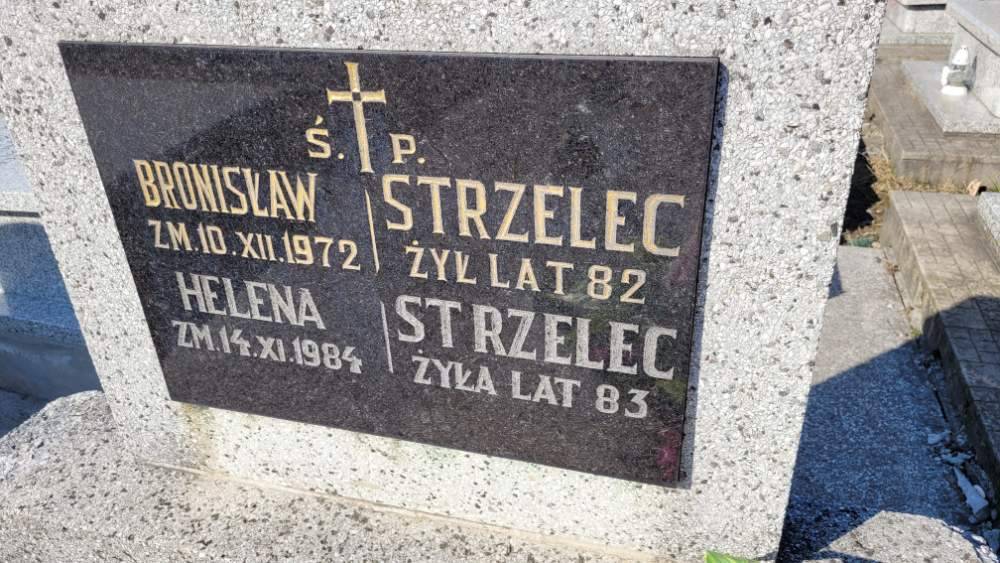 Ś. P.
BRONISŁAW STRZELEC
ZM. 10. XII. 1972 ŻYŁ LAT 82
HELENA STRZELEC
ZM. 14. XI. 1984 ŻYŁA LAT 83